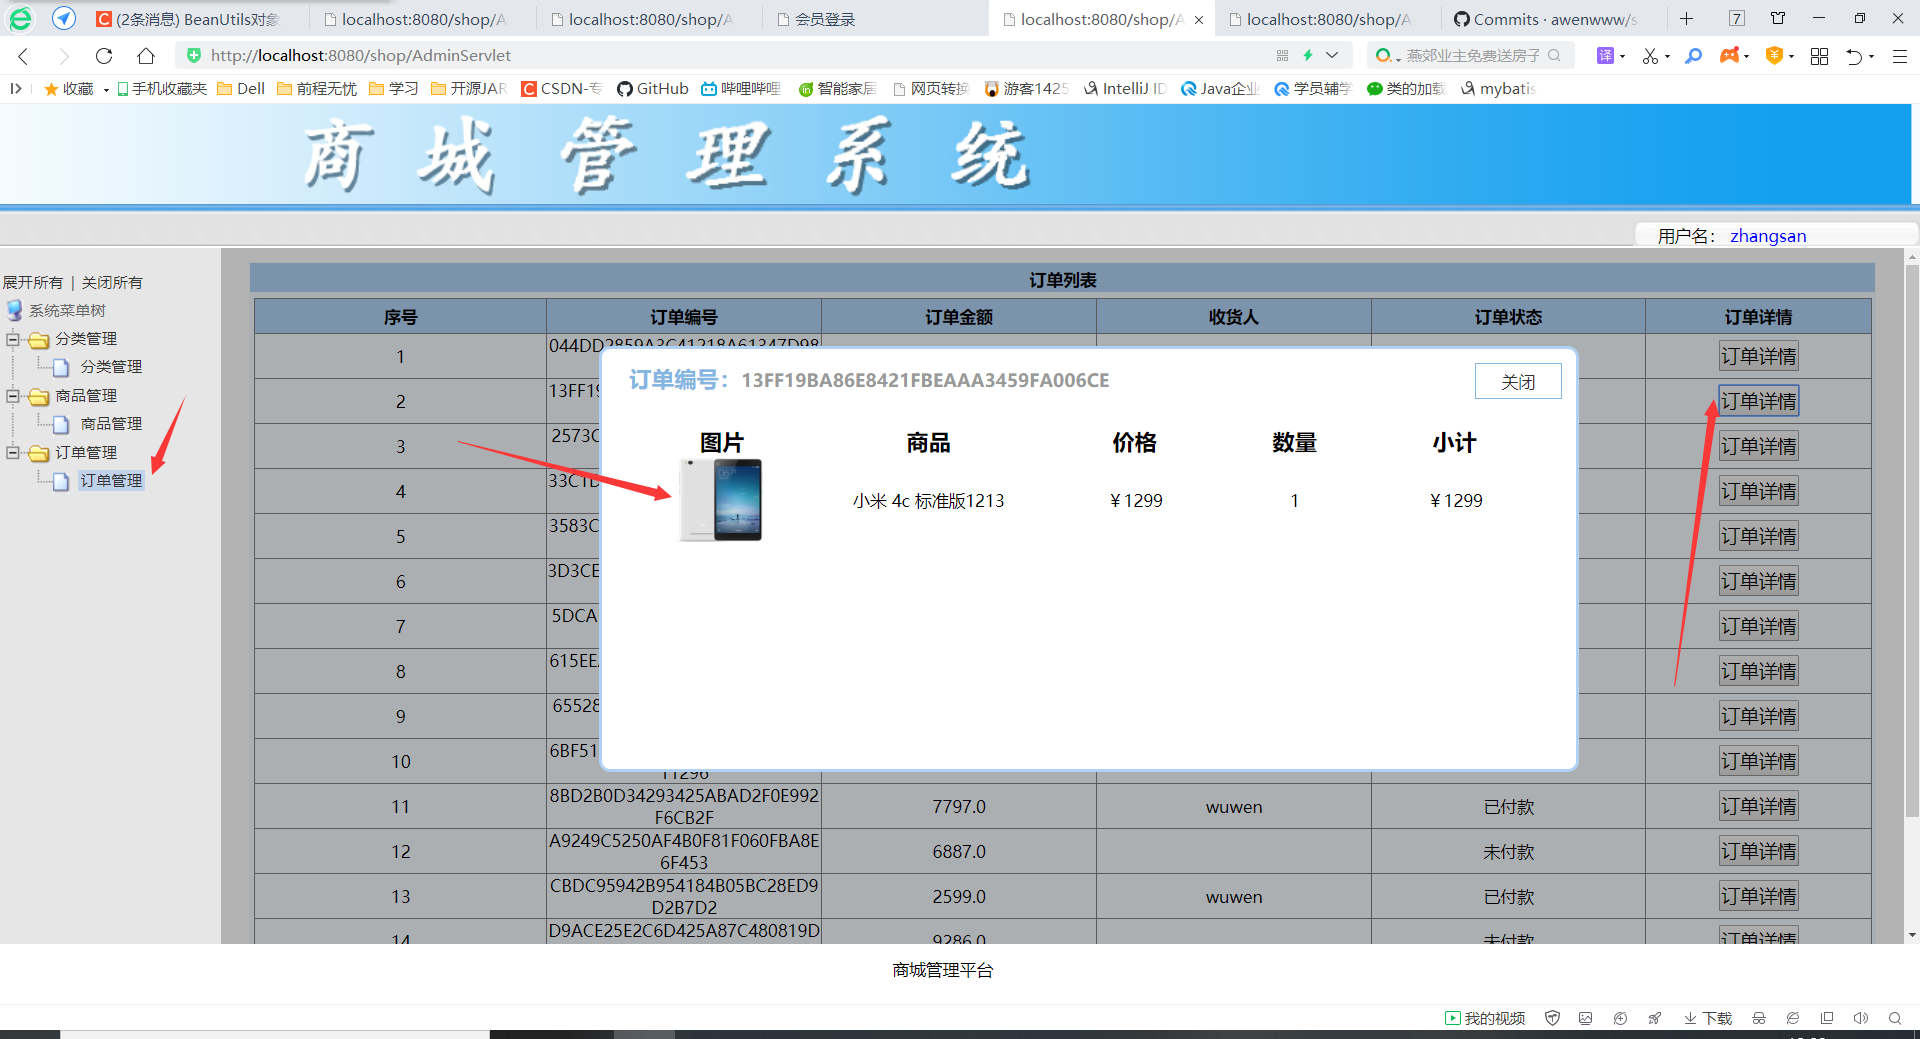 (2条消息) BeanUtils对象
localhost:8080/shop/A
localhost:8080/shop/A
会员登录
localhost:8080/shop/A
localhost:8080/shop/A
Commits · awenwww/s
7
http://localhost:8080/shop/AdminServlet
燕郊业主免费送房子
译
收藏
手机收藏夹
Dell
前程无忧
学习
开源JAR
CSDN-专
GitHub
哔哩哔哩
智能家居
网页转换
游客1425
IntelliJ ID
Java企业
学员辅学
类的加载
mybatis
商城管理系统
用户名： zhangsan
展开所有 | 关闭所有
系统菜单树
分类管理
分类管理
商品管理
商品管理
订单管理
订单管理
订单列表
序号 订单编号 订单金额 收货人 订单状态 订单详情
1 044DD2859A3C41218A61347D98 订单详情
2 13FF19 订单详情
3 2573C 订单详情
4 33C1D 订单详情
5 3583C 订单详情
6 3D3CE 订单详情
7 5DCA 订单详情
8 615EE 订单详情
9 65528 订单详情
10 6BF51 订单详情
11296
11 8BD2B0D34293425ABAD2F0E992 7797.0 wuwen 已付款 订单详情
F6CB2F
12 A9249C5250AF4B0F81F060FBA8E 6887.0 未付款 订单详情
6F453
13 CBDC95942B954184B05BC28ED9 2599.0 wuwen 已付款 订单详情
D2B7D2
14 D9ACE25E2C6D425A87C480819D 9286.0 未付款 订单详情
订单编号：13FF19BA86E8421FBEAAA3459FA006CE
关闭
图片 商品 价格 数量 小计
小米 4c 标准版1213 ￥1299 1 ￥1299
商城管理平台
我的视频
下载